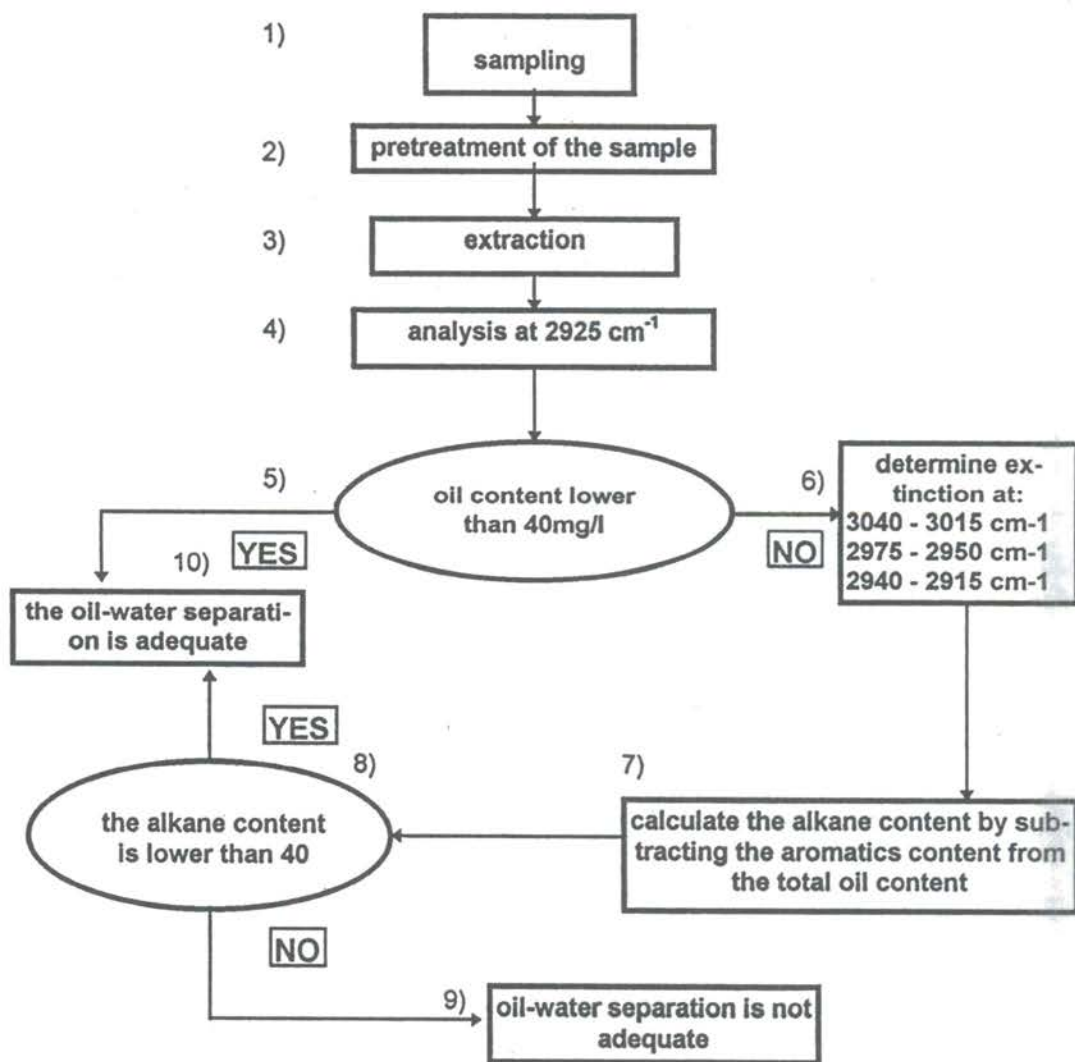 1)
sampling
2)
pretreatment of the sample
3)
extraction
4)
analysis at 2925 cm⁻¹
5)
oil content lower
than 40mg/l
6)
determine ex-
tinction at:
3040 - 3015 cm-1
2975 - 2950 cm-1
2940 - 2915 cm-1
YES
NO
10)
the oil-water separati-
on is adequate
YES
8)
the alkane content
is lower than 40
7)
calculate the alkane content by sub-
tracting the aromatics content from
the total oil content
NO
9)
oil-water separation is not
adequate